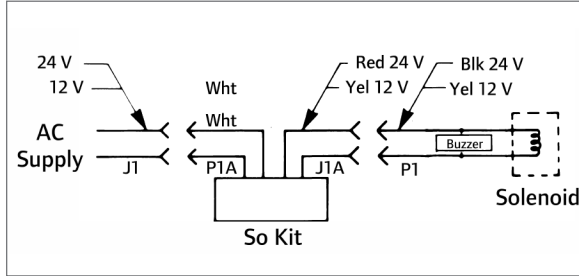 24 V
12 V
Wht
Wht
Red 24 V
Yel 12 V
Blk 24 V
Yel 12 V
AC
Supply
J1
P1A
J1A
P1
Buzzer
Solenoid
So Kit